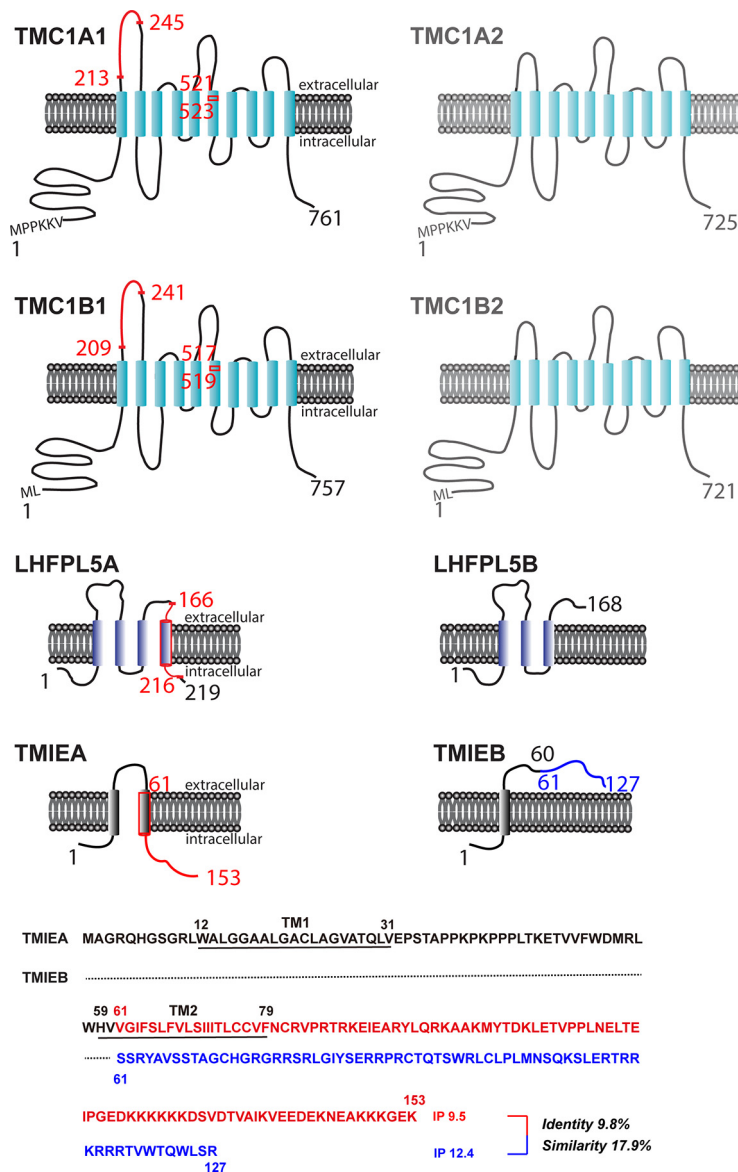 TMC1A1
245
213
521
523
extracellular
intracellular
MPPKKV
1
761
TMC1A2
MPPKKV
1
725
TMC1B1
241
209
517
519
extracellular
intracellular
ML
1
757
TMC1B2
ML
1
721
LHFPL5A
166
extracellular
intracellular
1
216
219
LHFPL5B
168
1
TMIEA
61
extracellular
intracellular
1
153
TMIEB
60
61
127
1
12 TM1 31
TMIEA MAGRQHGSGRLWALGGAALGACLAGVATQLVEPSTAPPKPKPPPLTKETVVFWDMRL
TMIEB
59 61 TM2 79
WHVVGIFSLFVLSIIITLCCVFNCRVPRTRKEIEARYLQRKAAKMYTDKLETVPPLNELTE
SSRYAVSSTAGCHGRGRRSRLGIYSERRPRCTQTSWRLCLPLMNSQKSLERTRR
61
153
IPGEDKKKKKKDSVDTVAIKVEEDEKNEAKKKGEK IP 9.5
Identity 9.8%
Similarity 17.9%
KRRRTVWTQWLSR IP 12.4
127